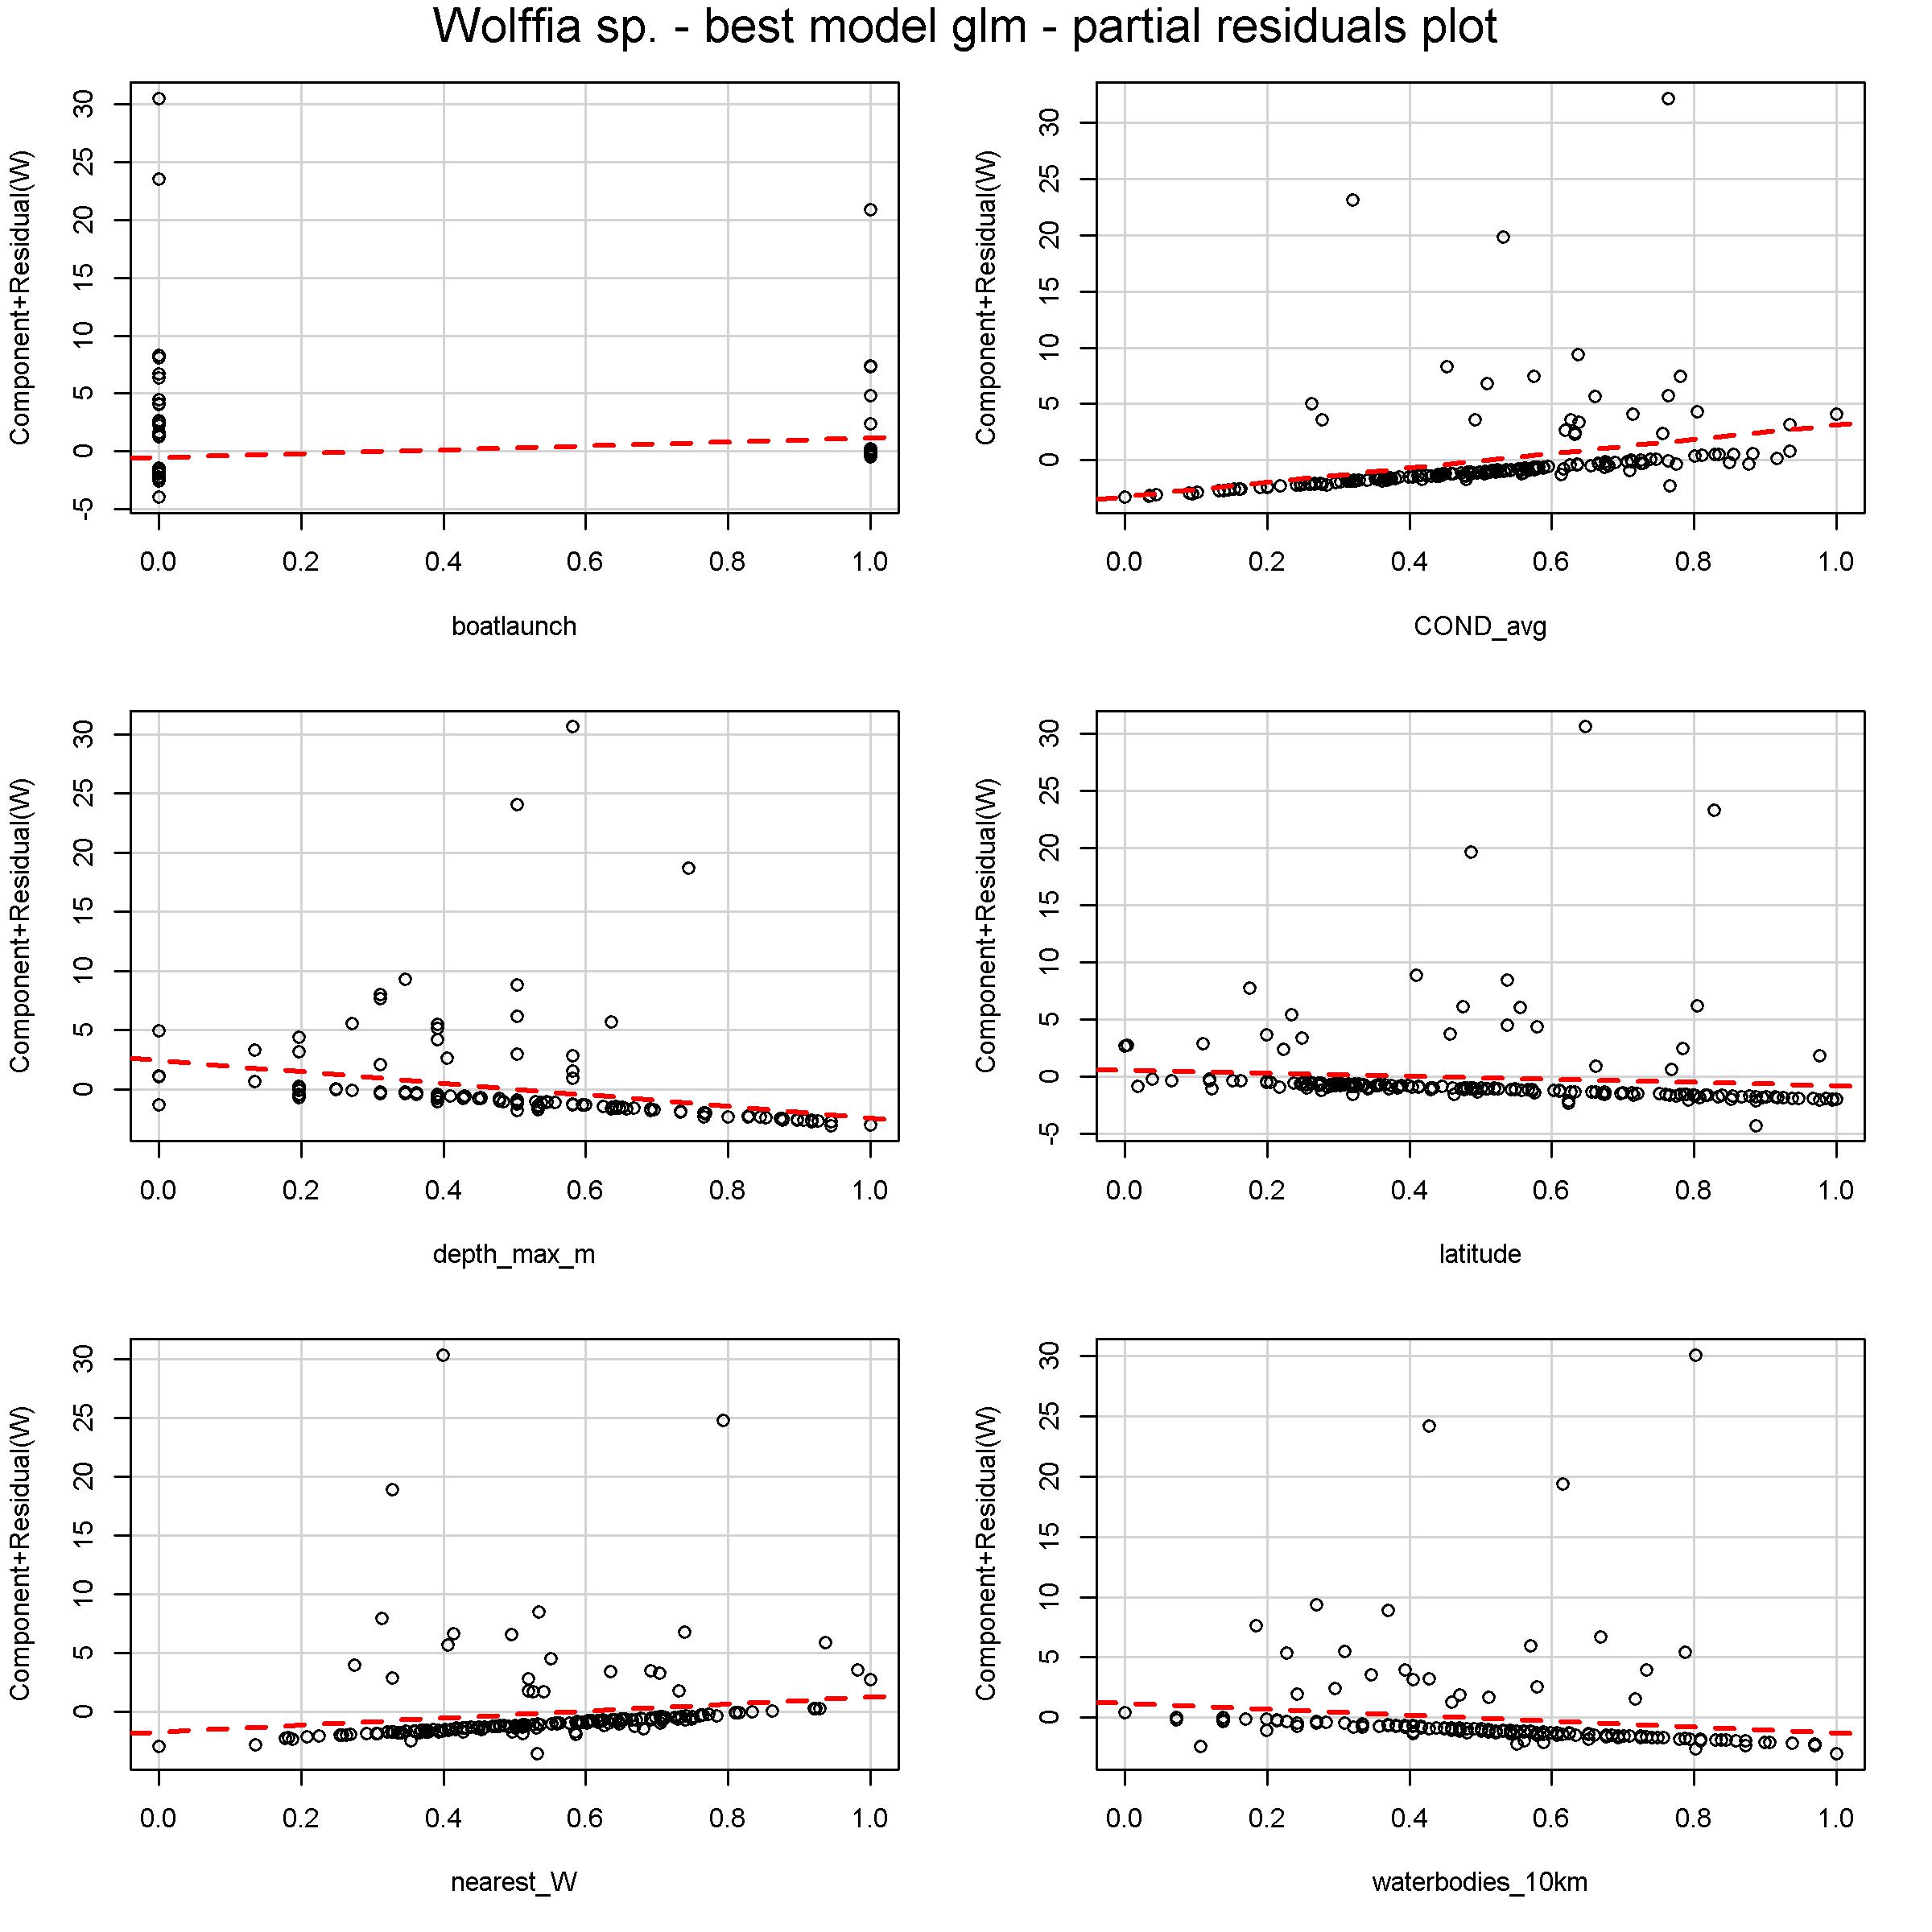 Wolffia sp. - best model glm - partial residuals plot
Component+Residual(W)
30
25
20
15
10
5
0
-5
0.0 0.2 0.4 0.6 0.8 1.0
boatlaunch
Component+Residual(W)
30
25
20
15
10
5
0
0.0 0.2 0.4 0.6 0.8 1.0
COND_avg
Component+Residual(W)
30
25
20
15
10
5
0
0.0 0.2 0.4 0.6 0.8 1.0
depth_max_m
Component+Residual(W)
30
25
20
15
10
5
0
-5
0.0 0.2 0.4 0.6 0.8 1.0
latitude
Component+Residual(W)
30
25
20
15
10
5
0
0.0 0.2 0.4 0.6 0.8 1.0
nearest_W
Component+Residual(W)
30
25
20
15
10
5
0
0.0 0.2 0.4 0.6 0.8 1.0
waterbodies_10km